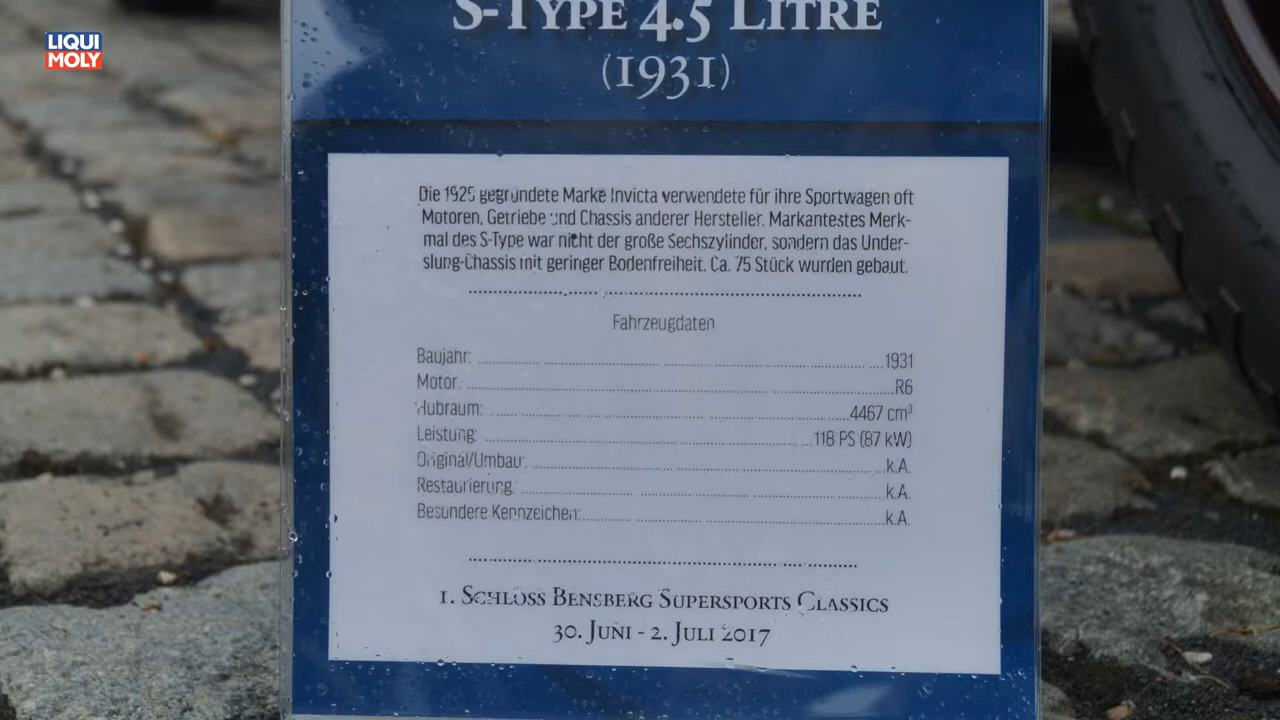 LIQUI
MOLY
S-TYPE 4.5 LITRE
(1931)
Die 1925 gegründete Marke Invicta verwendete für ihre Sportwagen oft
Motoren, Getriebe und Chassis anderer Hersteller. Markantestes Merk-
mal des S-Type war nicht der große Sechszylinder, sondern das Under-
slung-Chassis mit geringer Bodenfreiheit. Ca. 75 Stück wurden gebaut.
Fahrzeugdaten
Baujahr: 1931
Motor: R6
Hubraum: 4467 cm³
Leistung: 118 PS (87 kW)
Original/Umbau: k.A.
Restaurierung: k.A.
Besondere Kennzeichen: k.A.
1. SCHLOSS BENSBERG SUPERSPORTS CLASSICS
30. JUNI - 2. JULI 2017